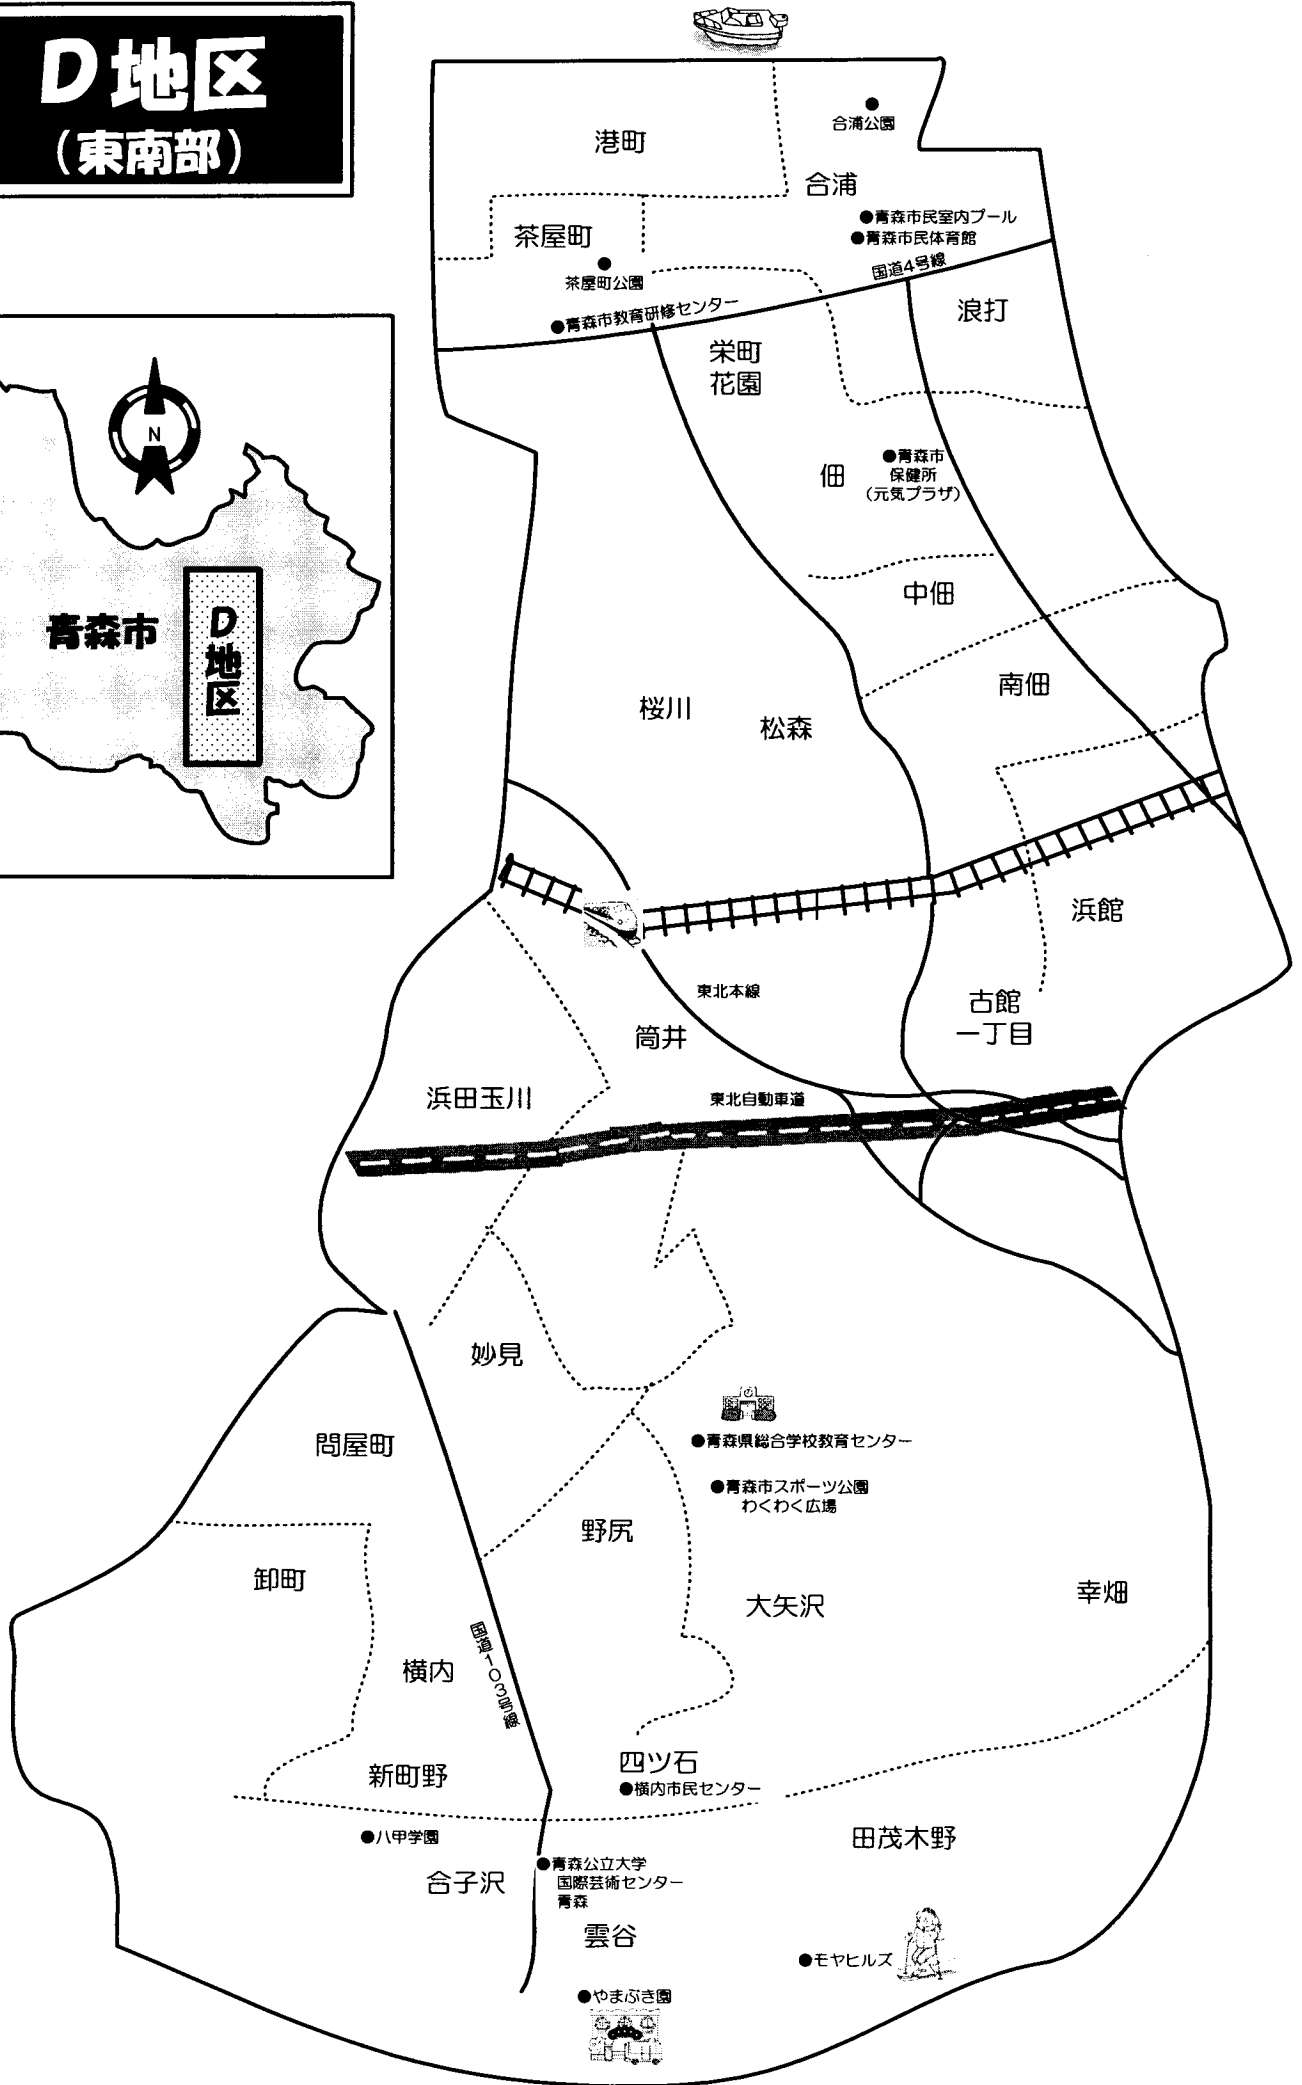 D地区
(東南部)
N
青森市
D
地
区
港町
合浦公園
合浦
茶屋町
●青森市民室内プール
●青森市民体育館
茶屋町公園
国道4号線
●青森市教育研修センター
浪打
栄町
花園
佃
●青森市
保健所
(元気プラザ)
中佃
南佃
桜川
松森
浜館
東北本線
古館
一丁目
筒井
浜田玉川
東北自動車道
妙見
問屋町
●青森県総合学校教育センター
●青森市スポーツ公園
わくわく広場
野尻
卸町
大矢沢
幸畑
横内
国道103号線
四ツ石
●横内市民センター
新町野
●八甲学園
田茂木野
合子沢
●青森公立大学
国際芸術センター
青森
雲谷
●モヤヒルズ
●やまぶき園